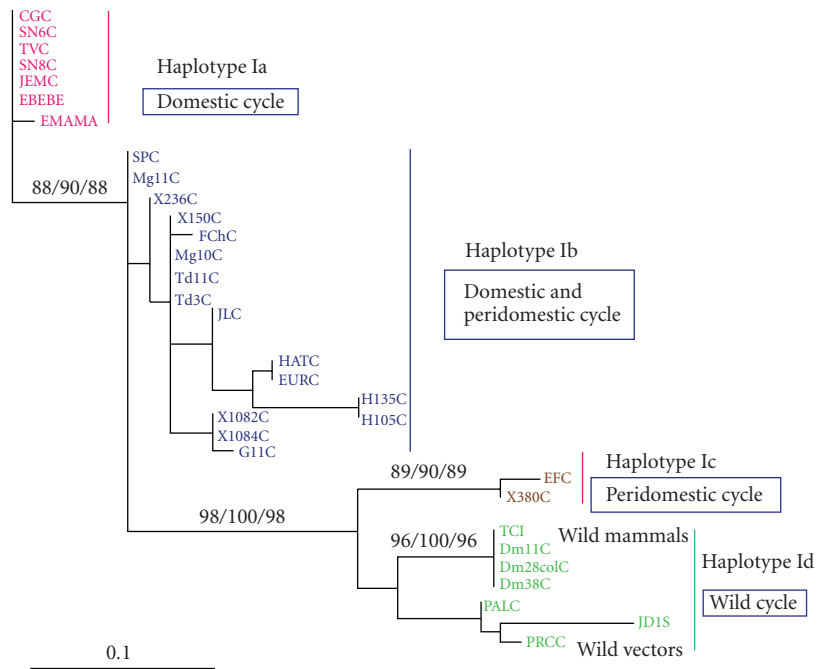 CGC
SN6C
TVC
SN8C
JEMC
EBEBE
EMAMA
Haplotype Ia
Domestic cycle
88/90/88
SPC
Mg11C
X236C
X150C
FChC
Mg10C
Td11C
Td3C
JLC
HATC
EURC
H135C
H105C
X1082C
X1084C
G11C
Haplotype Ib
Domestic and
peridomestic cycle
98/100/98
89/90/89
EFC
X380C
Haplotype Ic
Peridomestic cycle
96/100/96
TCI
Wild mammals
Dm11C
Dm28colC
Dm38C
PALC
JD1S
PRCC
Wild vectors
Haplotype Id
Wild cycle
0.1